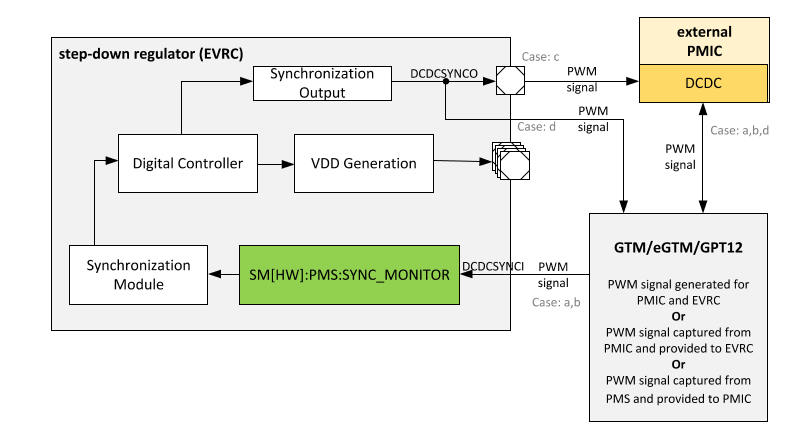 external
PMIC
step-down regulator (EVRC)
Case: c
Synchronization
Output
DCDCSYNCO
PWM
signal
DCDC
PWM
signal
Case: d
Case: a,b,d
PWM
signal
Digital Controller
VDD Generation
GTM/eGTM/GPT12
Synchronization
Module
SM[HW]:PMS:SYNC_MONITOR
DCDCSYNCI
PWM
signal
Case: a,b
PWM signal generated for
PMIC and EVRC
Or
PWM signal captured from
PMIC and provided to EVRC
Or
PWM signal captured from
PMS and provided to PMIC